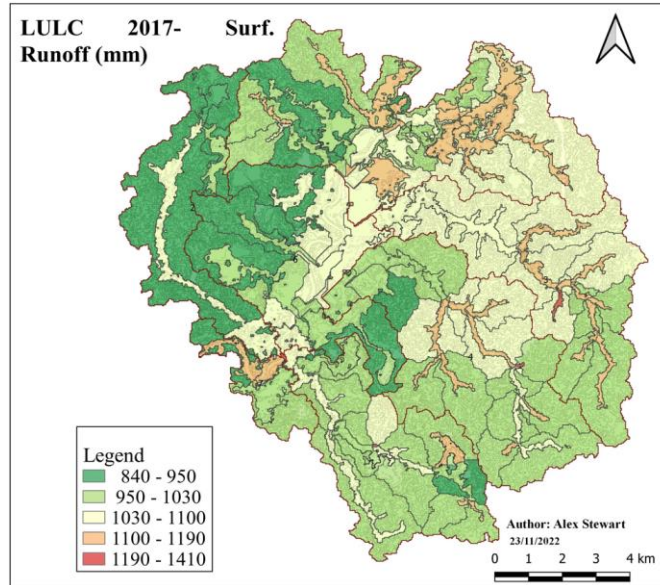 LULC 2017- Surf.
Runoff (mm)
Legend
840 - 950
950 - 1030
1030 - 1100
1100 - 1190
1190 - 1410
Author: Alex Stewart
23/11/2022
0 1 2 3 4 km